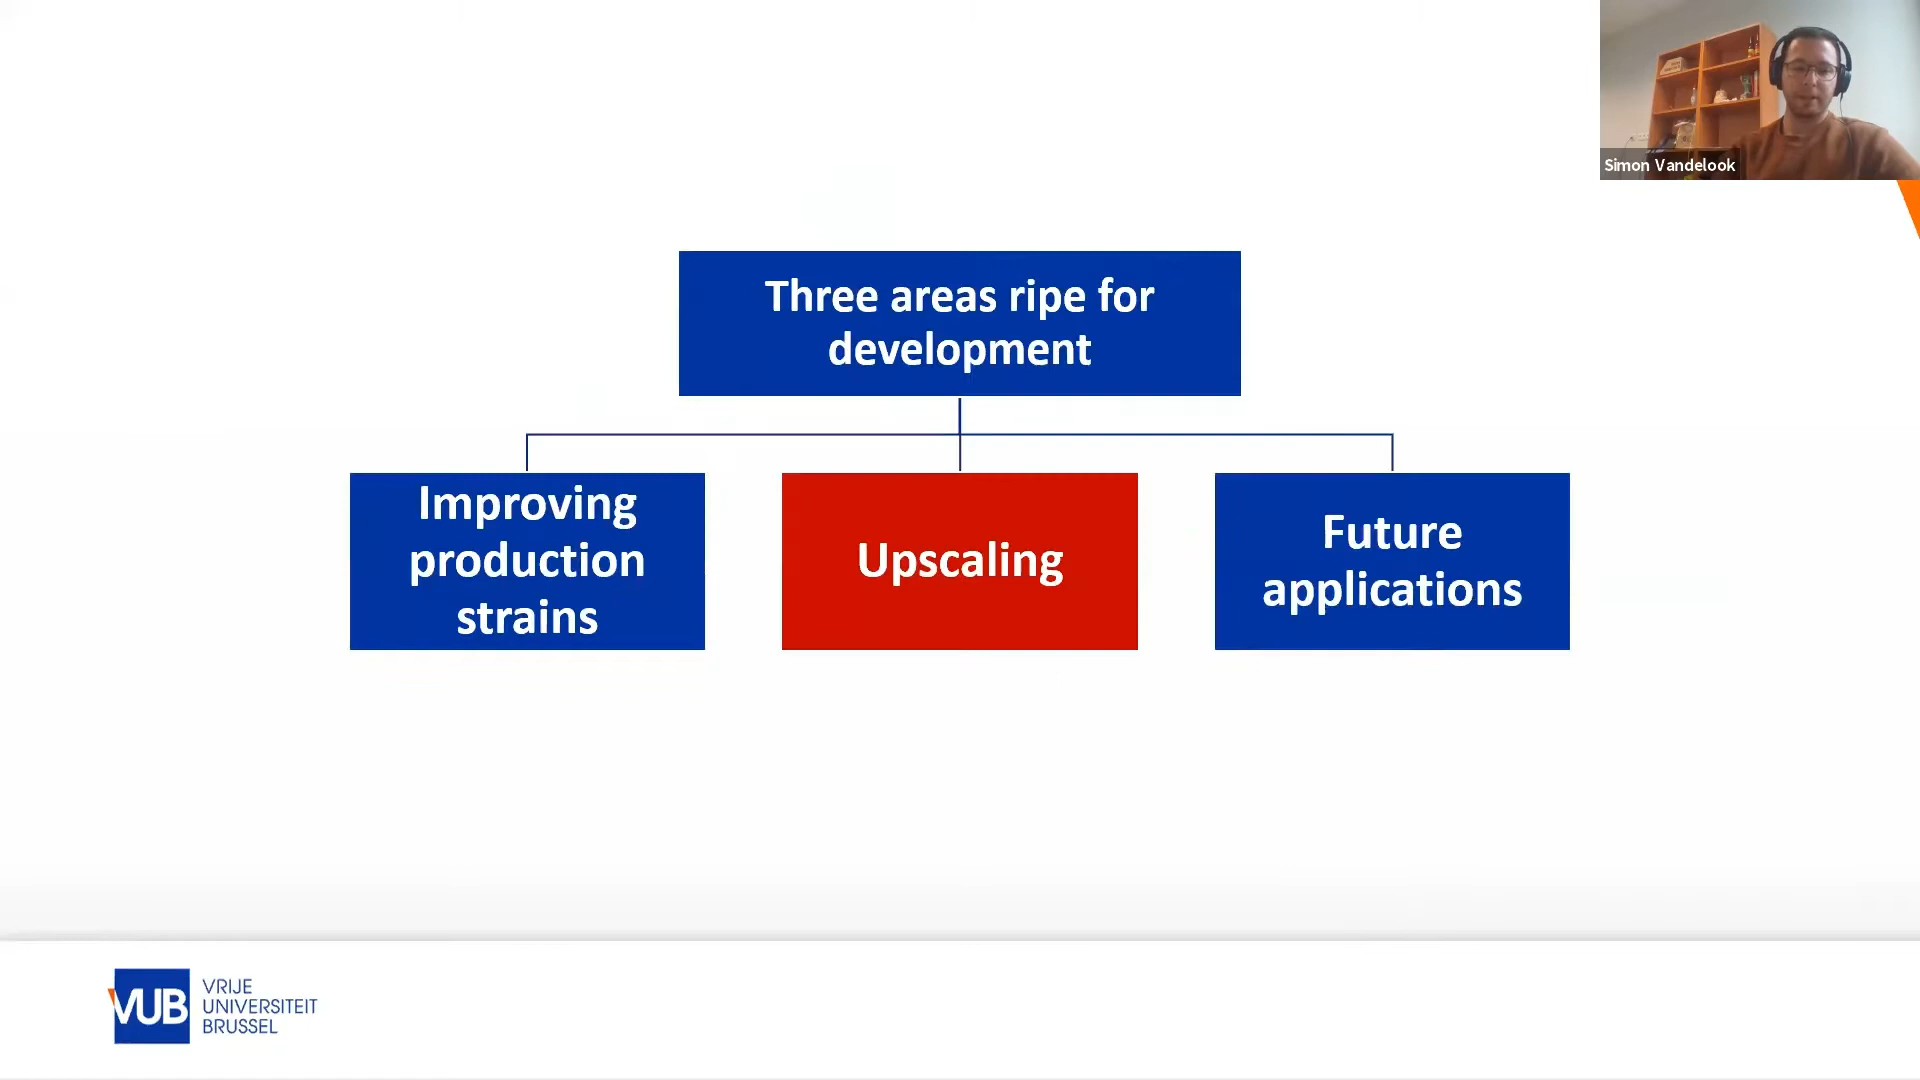 Simon Vandelook
Three areas ripe for
development
Improving
production
strains
Upscaling
Future
applications
VUB
VRIJE
UNIVERSITEIT
BRUSSEL